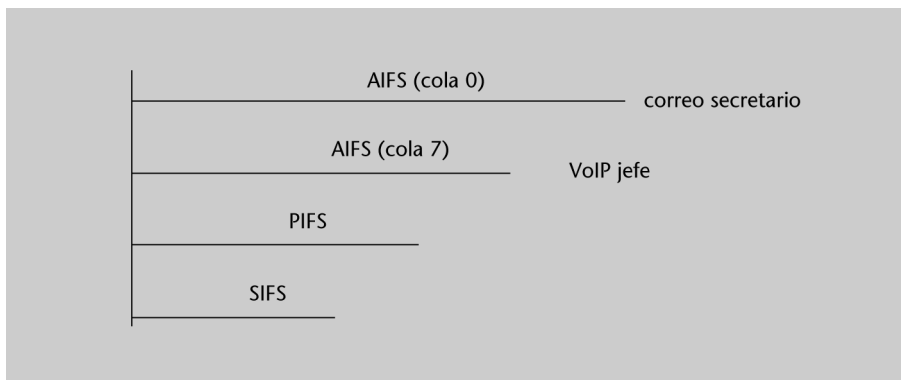 AIFS (cola 0)
correo secretario
AIFS (cola 7)
VoIP jefe
PIFS
SIFS